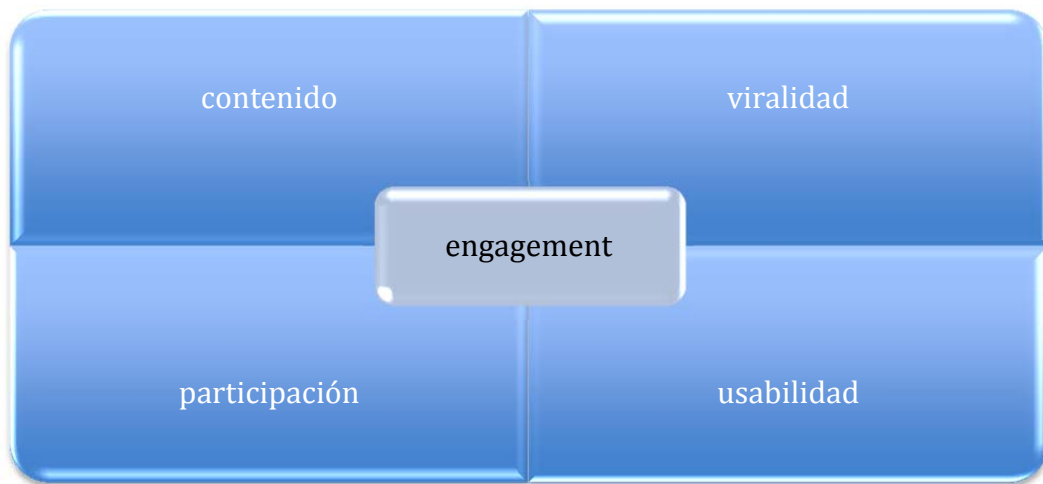 contenido
viralidad
engagement
participación
usabilidad